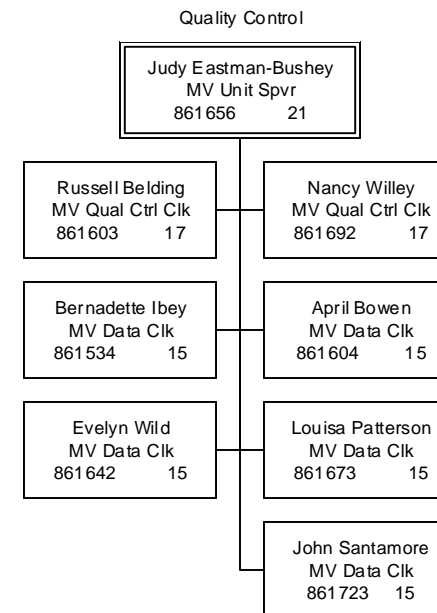 Quality Control
Judy Eastman-Bushey
MV Unit Spvr
861656 21
Russell Belding
MV Qual Ctrl Clk
861603 17
Nancy Willey
MV Qual Ctrl Clk
861692 17
Bernadette Ibey
MV Data Clk
861534 15
April Bowen
MV Data Clk
861604 15
Evelyn Wild
MV Data Clk
861642 15
Louisa Patterson
MV Data Clk
861673 15
John Santamore
MV Data Clk
861723 15